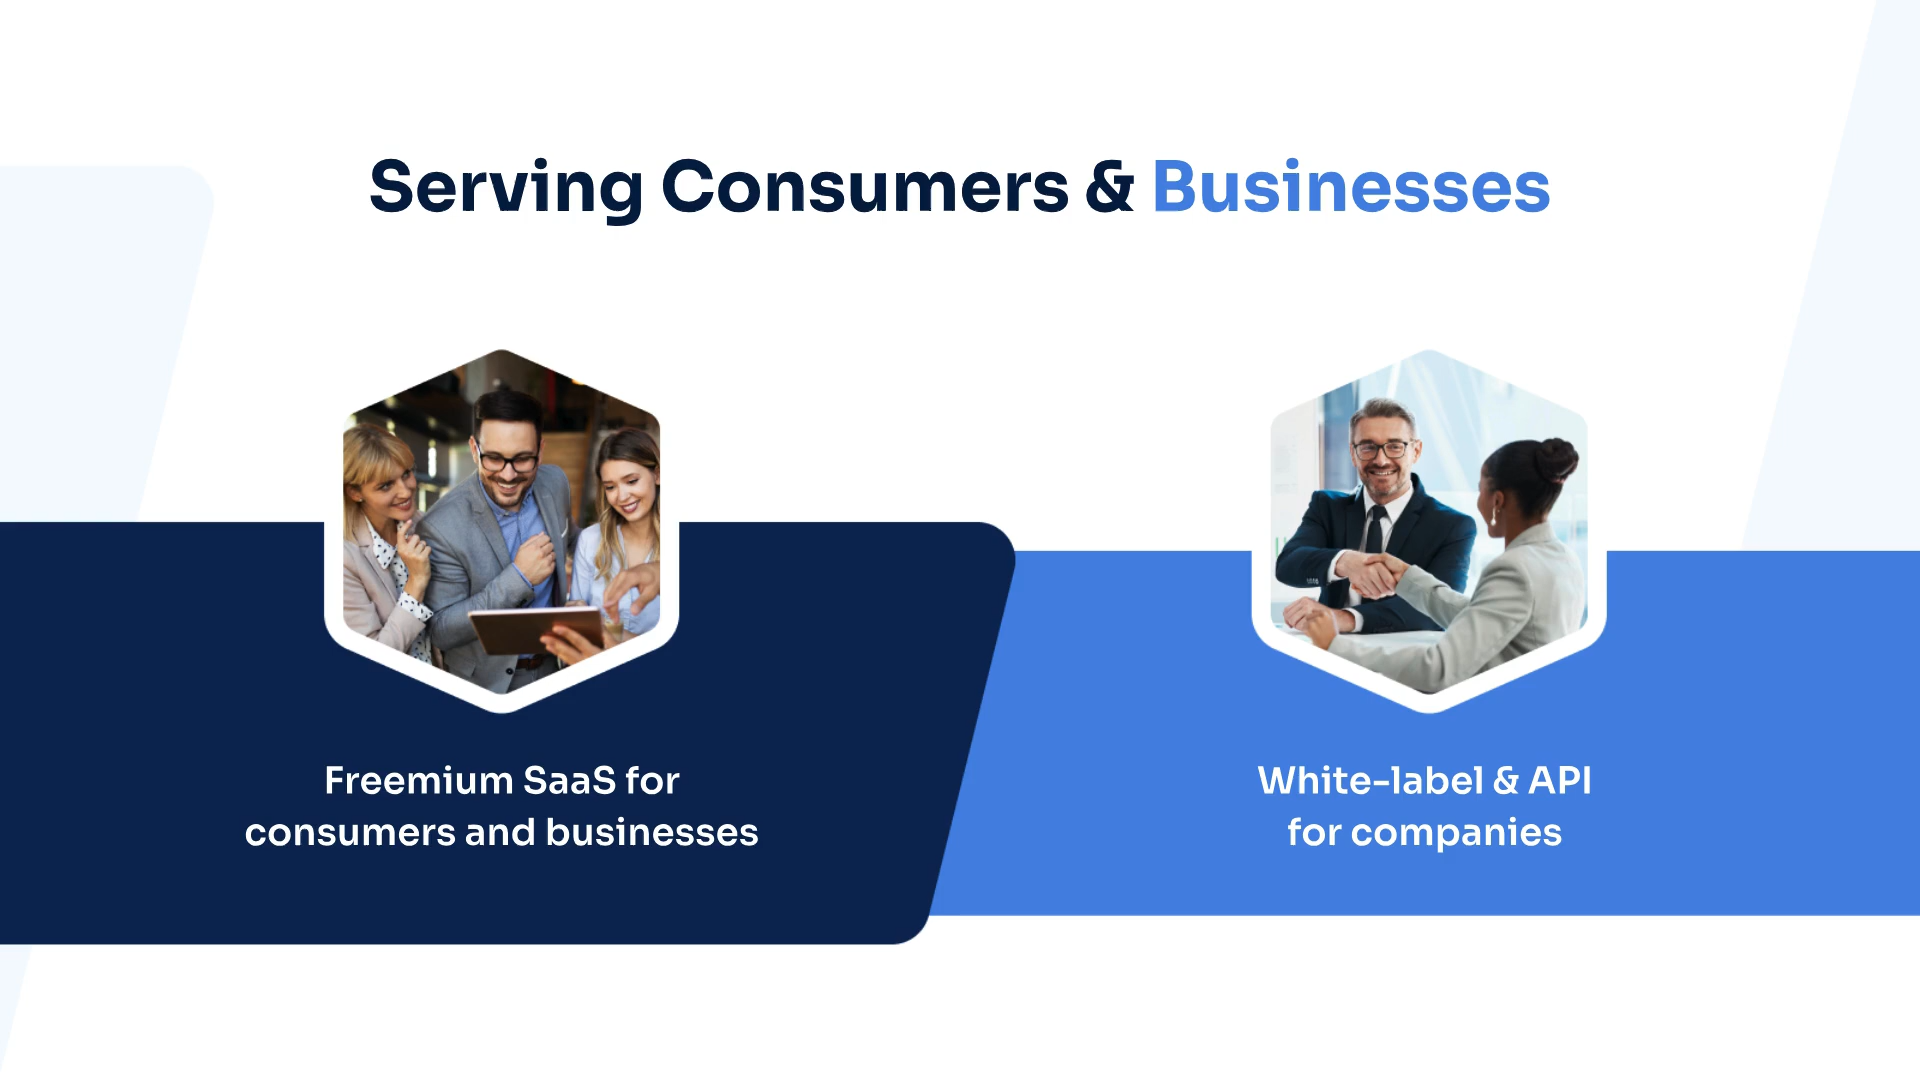 Serving Consumers & Businesses
Freemium SaaS for
consumers and businesses
White-label & API
for companies